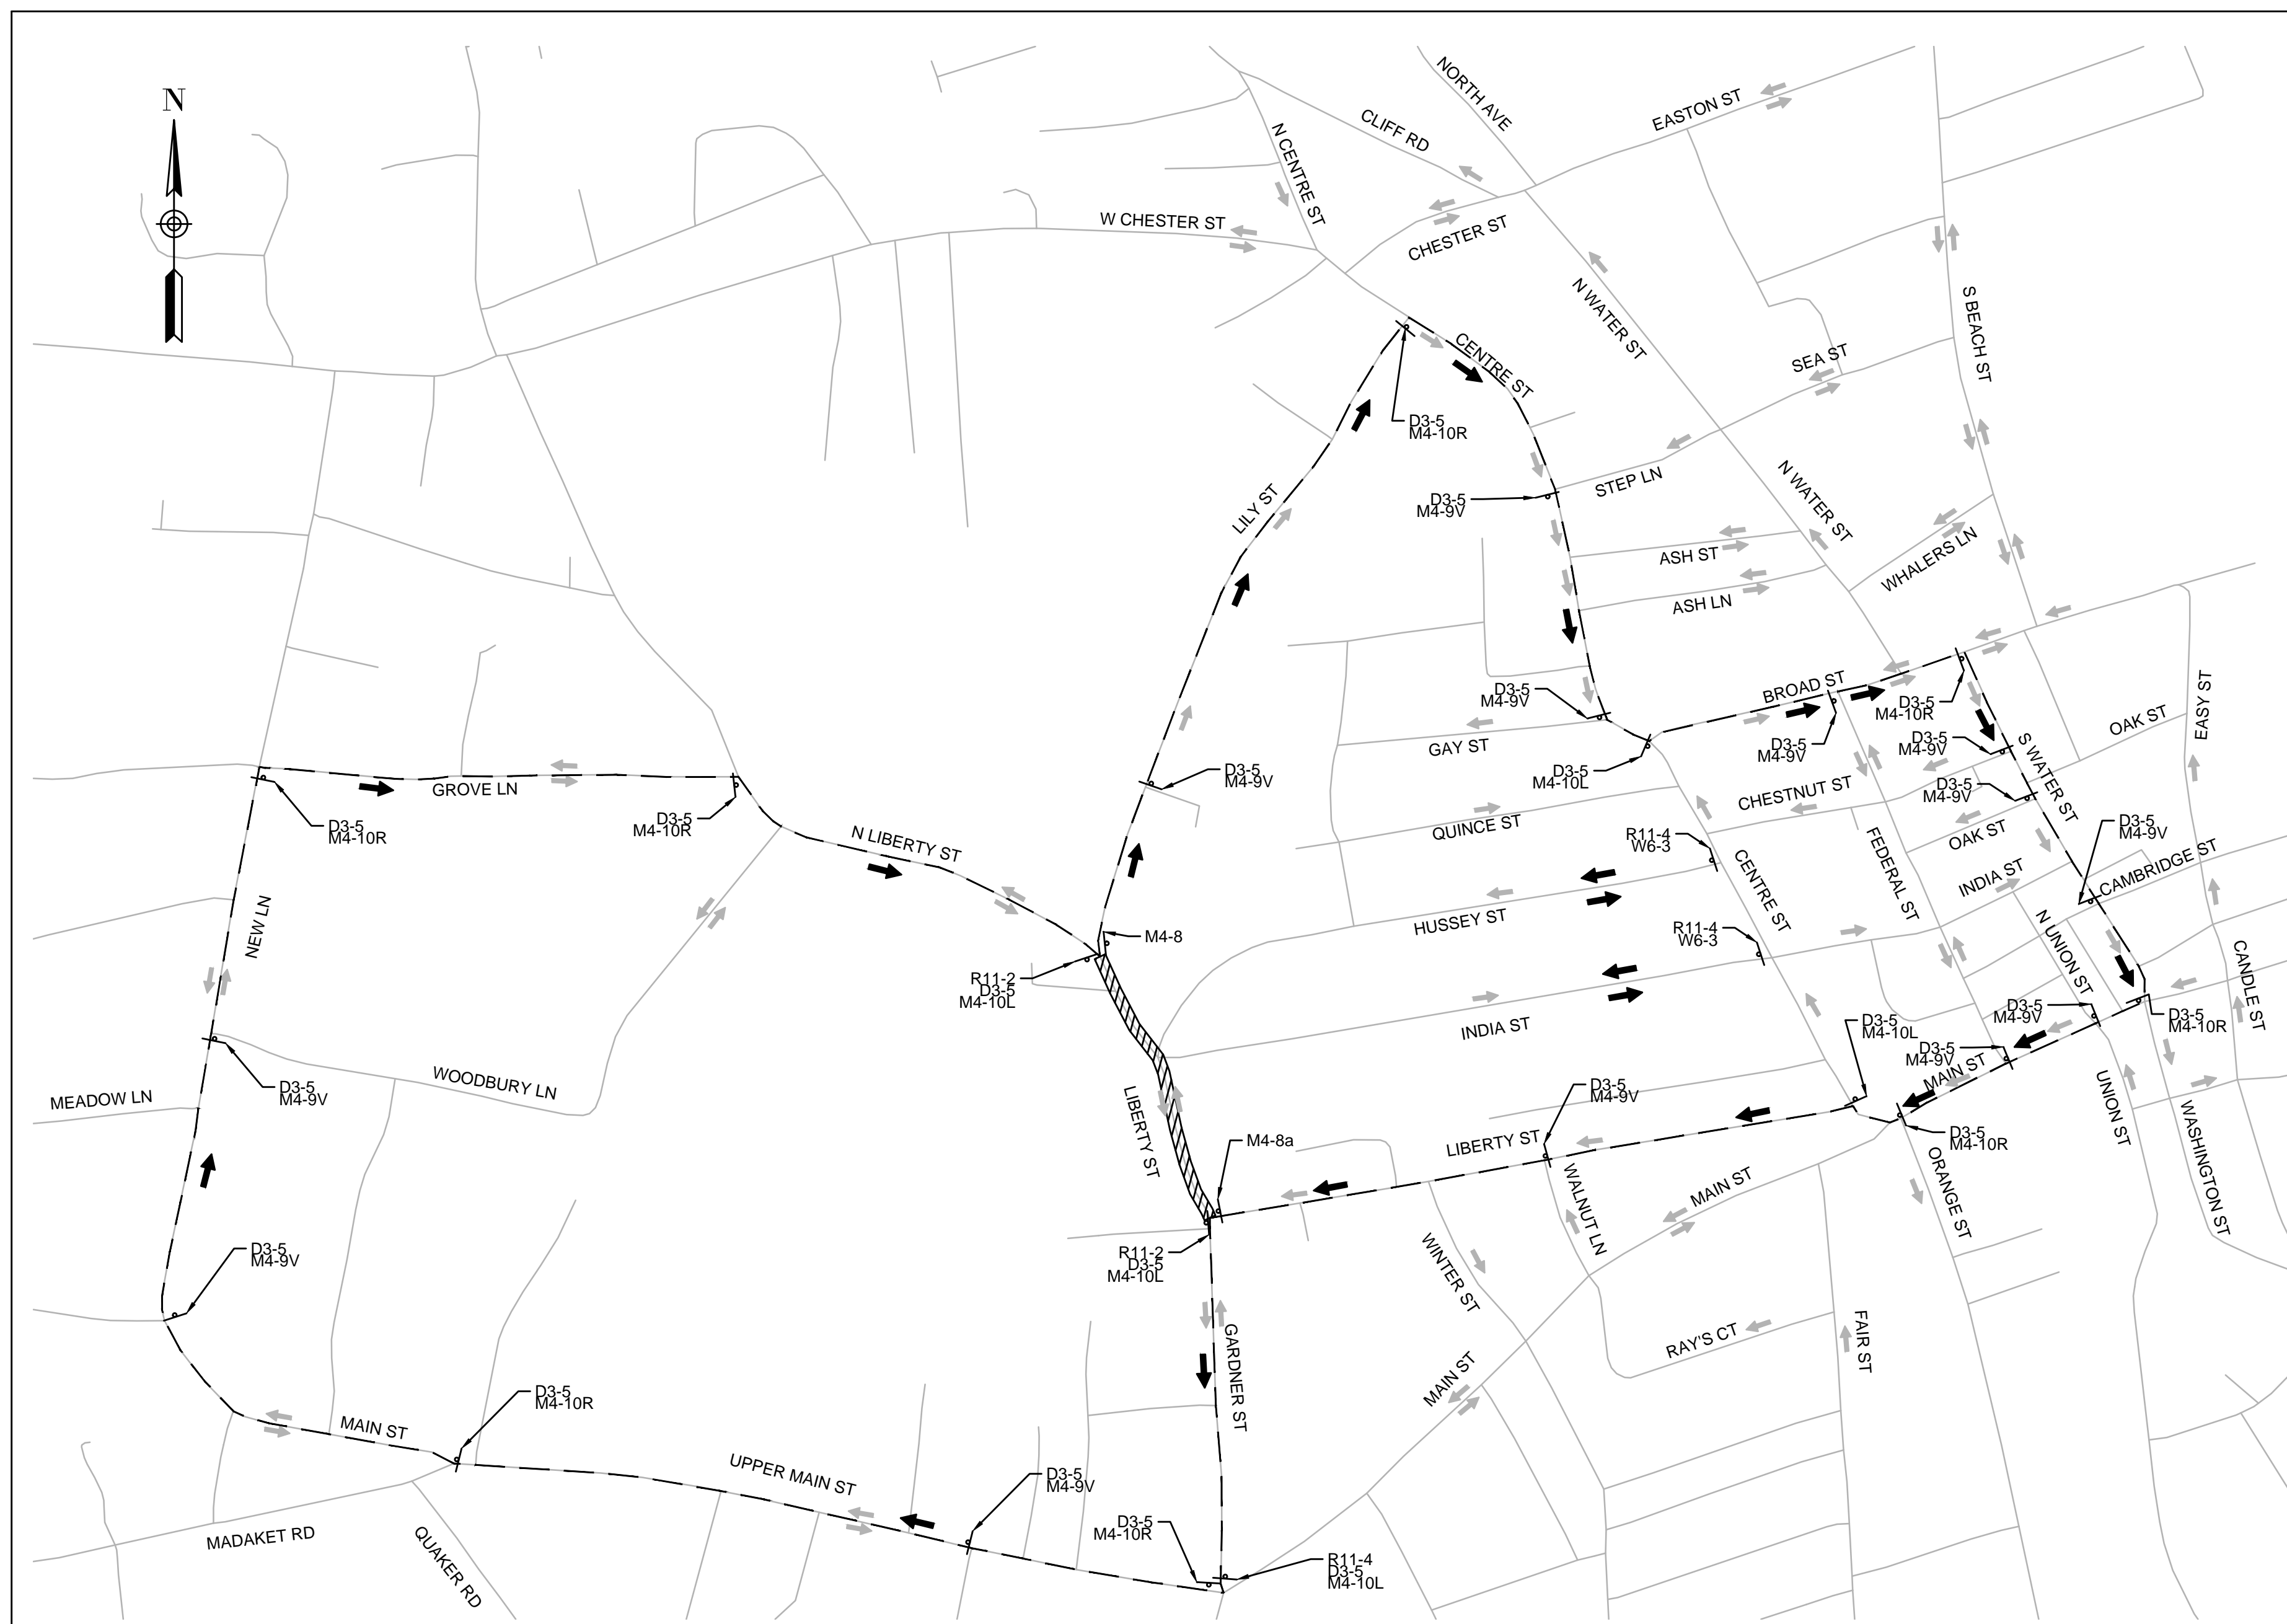 N
NORTH AVE
CLIFF RD
EASTON ST
N CENTRE ST
W CHESTER ST
CHESTER ST
N WATER ST
S BEACH ST
SEA ST
CENTRE ST
D3-5
M4-10R
LILY ST
D3-5
M4-9V
STEP LN
N WATER ST
ASH ST
WHALERS LN
ASH LN
D3-5
M4-9V
BROAD ST
D3-5
M4-10R
EASY ST
OAK ST
GAY ST
D3-5
M4-10L
D3-5
M4-9V
D3-5
M4-9V
S WATER ST
D3-5
M4-9V
D3-5
M4-9V
GROVE LN
CHESTNUT ST
D3-5
M4-10R
D3-5
M4-10R
N LIBERTY ST
QUINCE ST
R11-4
W6-3
OAK ST
D3-5
M4-9V
CENTRE ST
FEDERAL ST
INDIA ST
CAMBRIDGE ST
NEW LN
HUSSEY ST
R11-4
W6-3
N UNION ST
CANDLE ST
M4-8
R11-2
D3-5
M4-10L
INDIA ST
D3-5
M4-10L
D3-5
M4-9V
D3-5
M4-10R
D3-5
M4-9V
MAIN ST
MEADOW LN
D3-5
M4-9V
WOODBURY LN
LIBERTY ST
D3-5
M4-9V
UNION ST
WASHINGTON ST
M4-8a
LIBERTY ST
D3-5
M4-10R
WALNUT LN
MAIN ST
ORANGE ST
D3-5
M4-9V
R11-2
D3-5
M4-10L
WINTER ST
GARDNER ST
RAY'S CT
FAIR ST
D3-5
M4-10R
MAIN ST
MAIN ST
UPPER MAIN ST
D3-5
M4-9V
MADAKET RD
QUAKER RD
D3-5
M4-10R
R11-4
D3-5
M4-10L